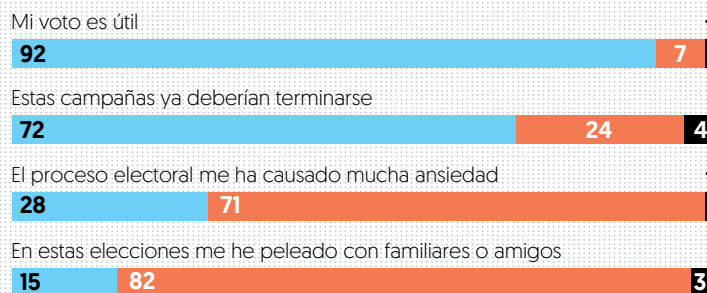 Mi voto es útil
92 7
Estas campañas ya deberían terminarse
72 24 4
El proceso electoral me ha causado mucha ansiedad
28 71
En estas elecciones me he peleado con familiares o amigos
15 82 3